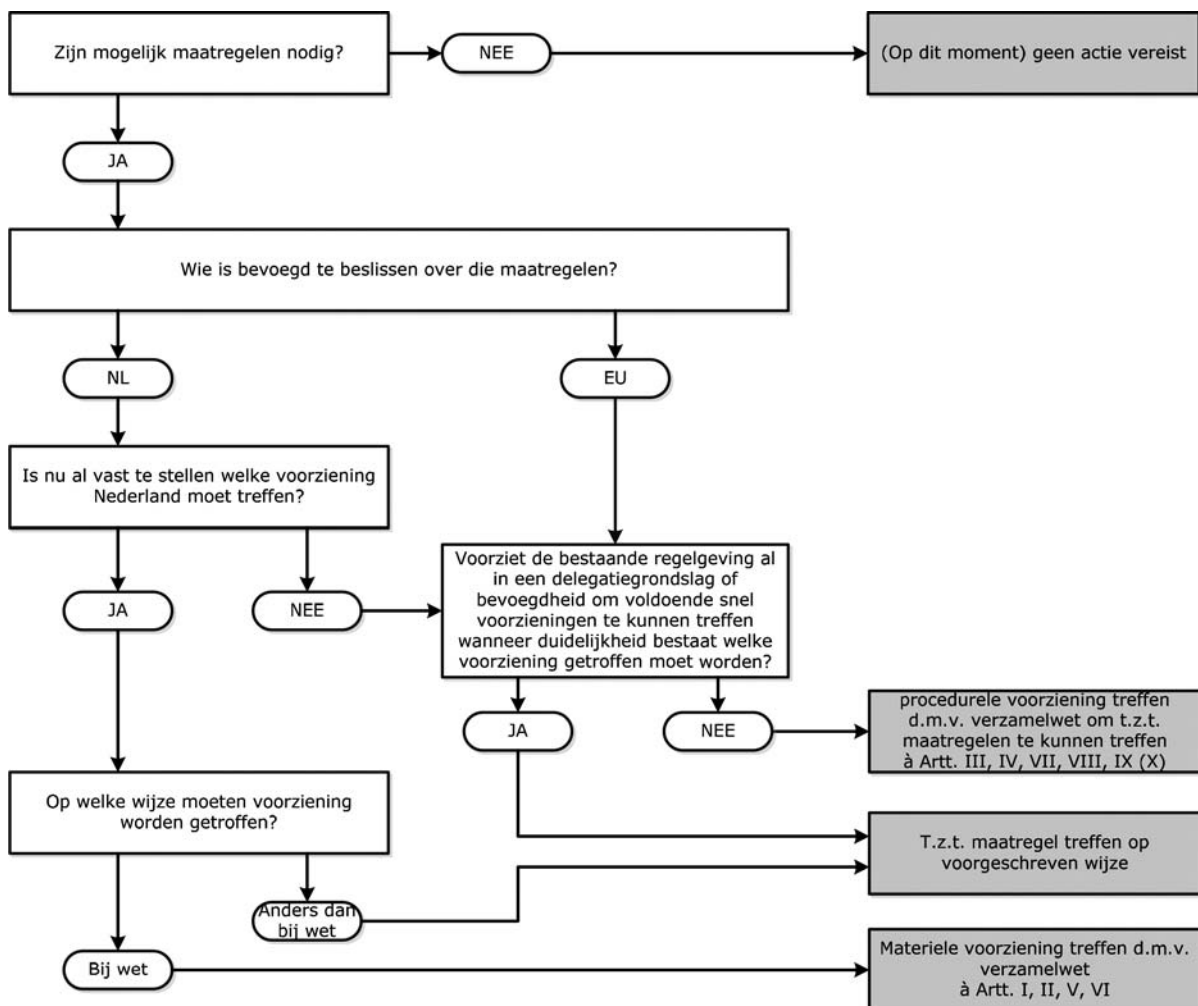 Zijn mogelijk maatregelen nodig?
NEE
(Op dit moment) geen actie vereist
JA
Wie is bevoegd te beslissen over die maatregelen?
NL
EU
Is nu al vast te stellen welke voorziening
Nederland moet treffen?
JA
NEE
Voorziet de bestaande regelgeving al
in een delegatiegrondslag of
bevoegdheid om voldoende snel
voorzieningen te kunnen treffen
wanneer duidelijkheid bestaat welke
voorziening getroffen moet worden?
JA
NEE
procedurele voorziening treffen
d.m.v. verzamelwet om t.z.t.
maatregelen te kunnen treffen
à Artt. III, IV, VII, VIII, IX (X)
Op welke wijze moeten voorziening
worden getroffen?
T.z.t. maatregel treffen op
voorgeschreven wijze
Anders dan
bij wet
Bij wet
Materiele voorziening treffen d.m.v.
verzamelwet
à Artt. I, II, V, VI